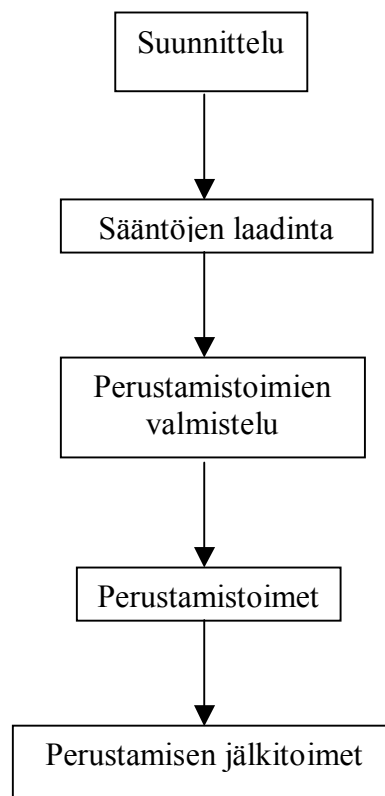 Suunnittelu
Sääntöjen laadinta
Perustamistoimien
valmistelu
Perustamistoimet
Perustamisen jälkitoimet